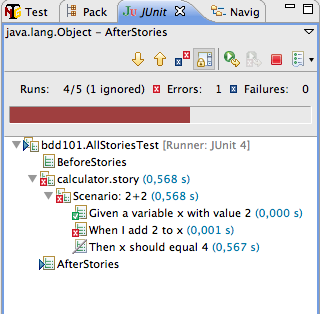 Test Pack JUnit Navig
java.lang.Object - AfterStories
Runs: 4/5 (1 ignored) Errors: 1 Failures: 0
bdd101.AllStoriesTest [Runner: JUnit 4]
BeforeStories
calculator.story (0,568 s)
Scenario: 2+2 (0,568 s)
Given a variable x with value 2 (0,000 s)
When I add 2 to x (0,001 s)
Then x should equal 4 (0,567 s)
AfterStories